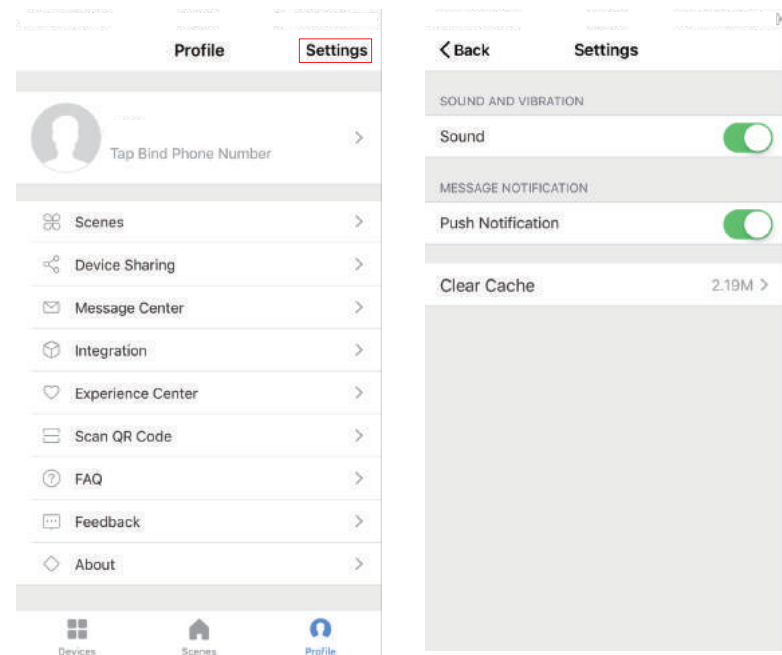 Profile
Settings
Tap Bind Phone Number
Scenes
Device Sharing
Message Center
Integration
Experience Center
Scan QR Code
FAQ
Feedback
About
Devices
Scenes
Profile
Back
Settings
SOUND AND VIBRATION
Sound
MESSAGE NOTIFICATION
Push Notification
Clear Cache
2.19M